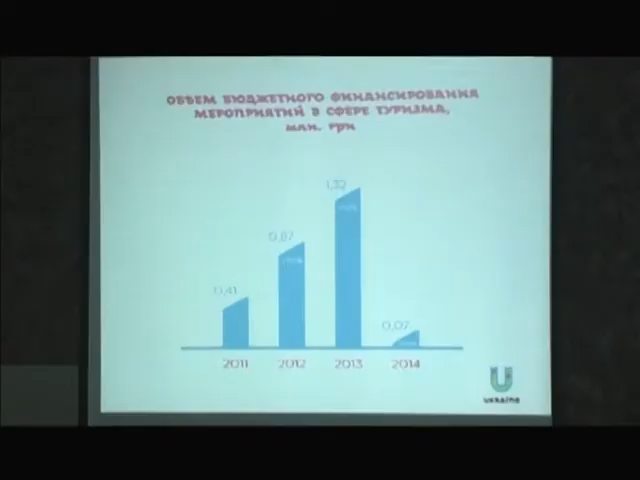 ОБЪЕМ БЮДЖЕТНОГО ФИНАНСИРОВАНИЯ
МЕРОПРИЯТИЙ В СФЕРЕ ТУРИЗМА,
млн. грн
1,32
0,87
0,41
0,07
2011 2012 2013 2014
UKRAINE